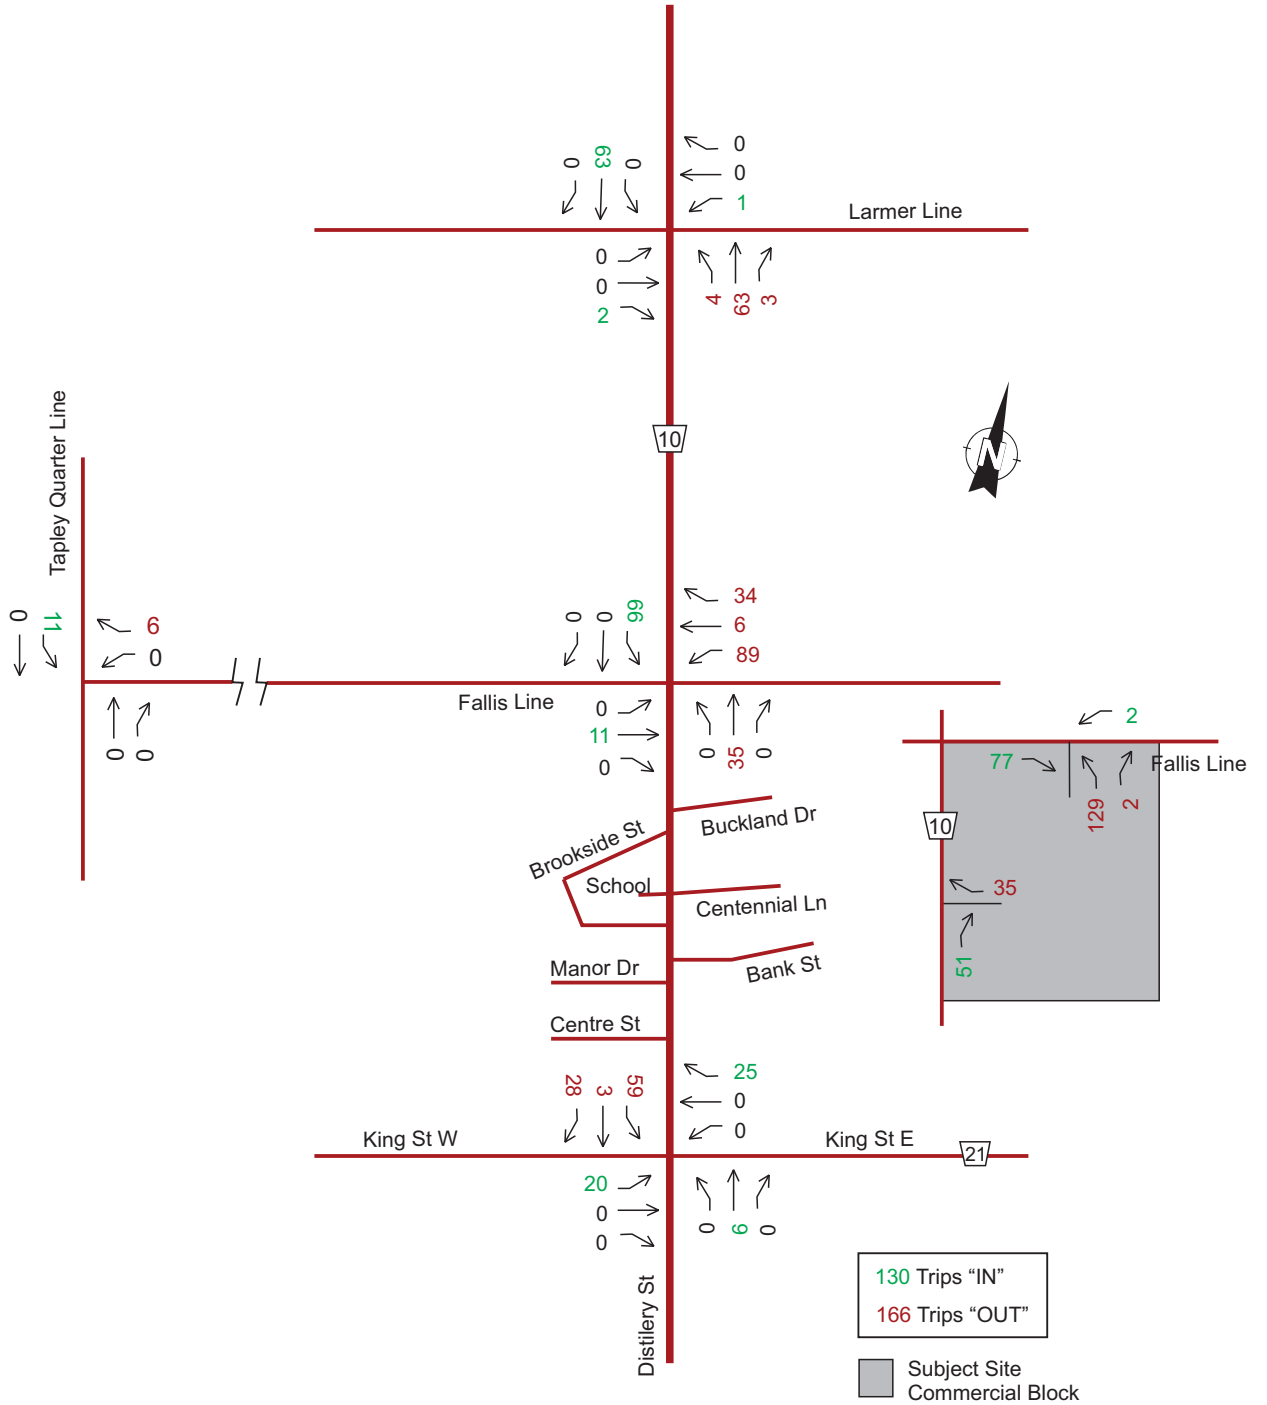 0 63 0
0
0
1
Larmer Line
0
0
2
4 63 3
10
N
Tapley Quarter Line
0 11
6
0
0 0
0 0 66
34
6
89
Fallis Line
0
11
0
0 35 0
2
77
129 2
Fallis Line
10
35
51
Buckland Dr
Brookside St
School
Centennial Ln
Bank St
Manor Dr
Centre St
28 3 59
25
0
0
King St W
King St E
21
20
0
0
0 9 0
Distilery St
130 Trips “IN”
166 Trips “OUT”
Subject Site
Commercial Block